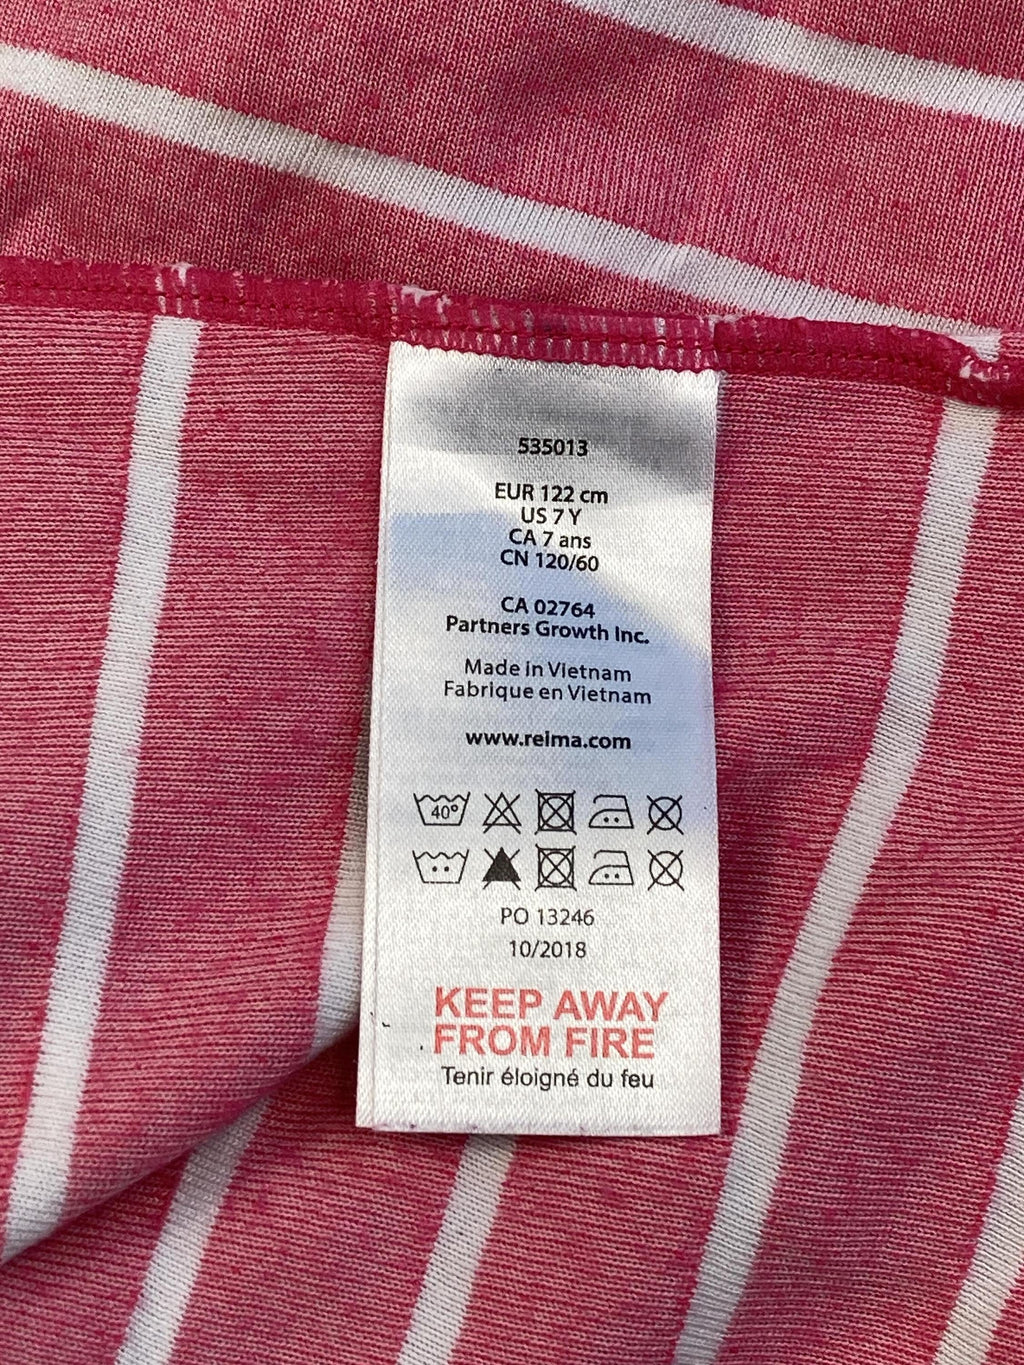 535013
EUR 122 cm
US 7 Y
CA 7 ans
CN 120/60
CA 02764
Partners Growth Inc.
Made in Vietnam
Fabrique en Vietnam
www.reima.com
40°
PO 13246
10/2018
KEEP AWAY
FROM FIRE
Tenir éloigné du feu